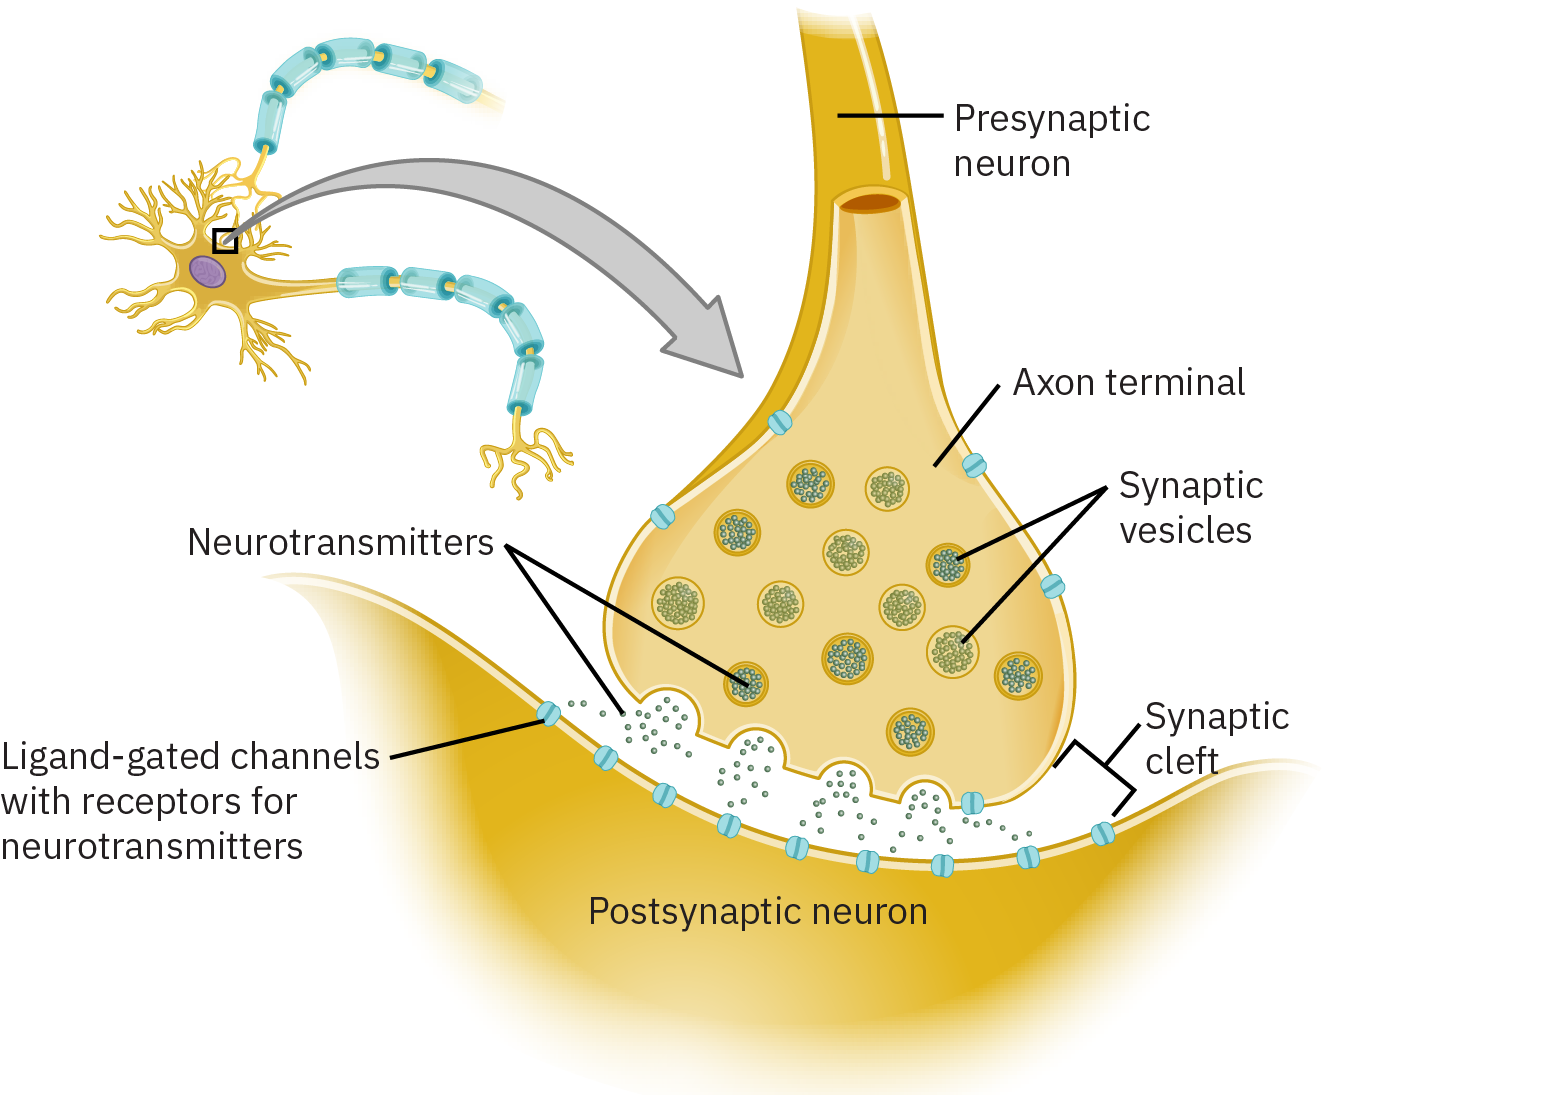 Presynaptic
neuron
Axon terminal
Synaptic
vesicles
Neurotransmitters
Synaptic
cleft
Ligand-gated channels
with receptors for
neurotransmitters
Postsynaptic neuron